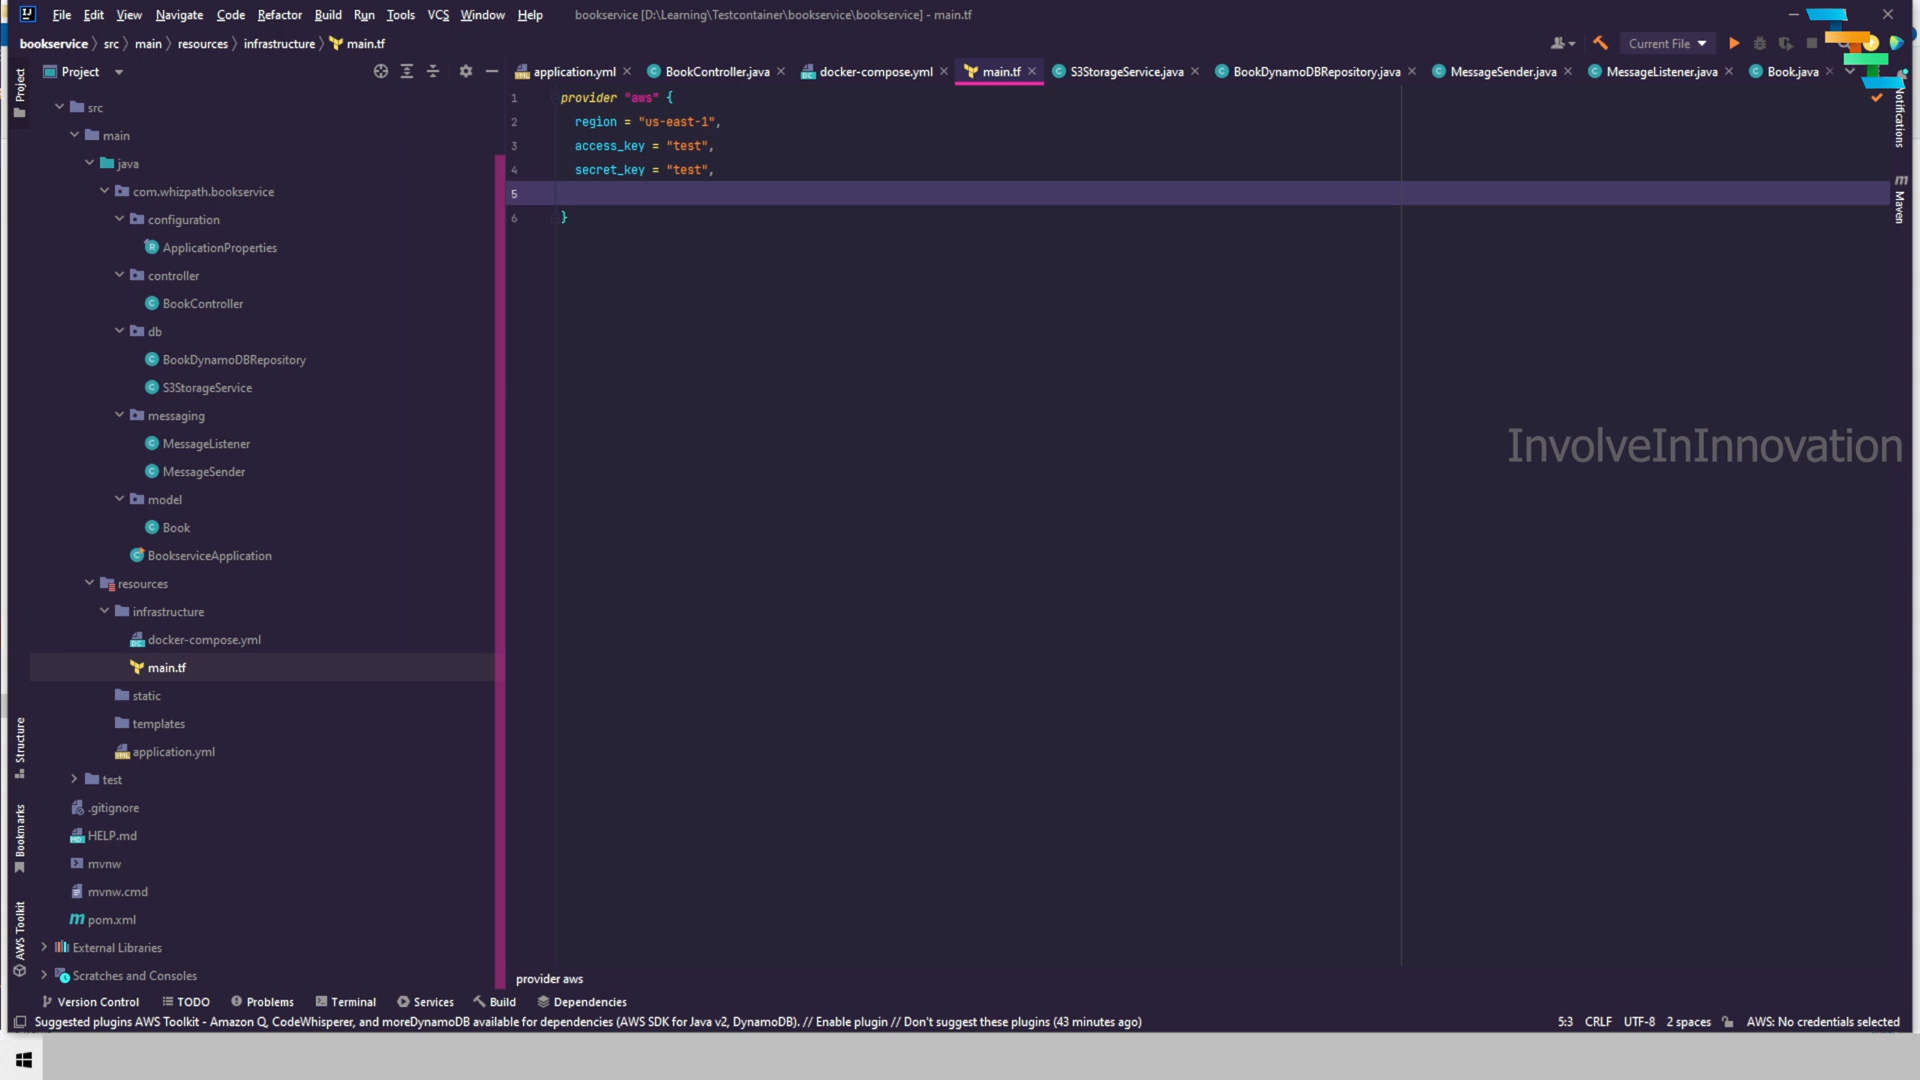 File Edit View Navigate Code Refactor Build Run Tools VCS Window Help bookservice [D:\Learning\Testcontainer\bookservice\bookservice] - main.tf
bookservice src main resources infrastructure main.tf Current File
Project application.yml BookController.java docker-compose.yml main.tf S3StorageService.java BookDynamoDBRepository.java MessageSender.java MessageListener.java Book.java
Project
Notifications
Maven
Structure
Bookmarks
AWS Toolkit
src
main
java
com.whizpath.bookservice
configuration
ApplicationProperties
controller
BookController
db
BookDynamoDBRepository
S3StorageService
messaging
MessageListener
MessageSender
model
Book
BookserviceApplication
resources
infrastructure
docker-compose.yml
main.tf
static
templates
application.yml
test
.gitignore
HELP.md
mvnw
mvnw.cmd
pom.xml
External Libraries
Scratches and Consoles
1 provider "aws" {
2 region = "us-east-1",
3 access_key = "test",
4 secret_key = "test",
5
6 }
InvolveInInnovation
provider aws
Version Control TODO Problems Terminal Services Build Dependencies
Suggested plugins AWS Toolkit - Amazon Q, CodeWhisperer, and moreDynamoDB available for dependencies (AWS SDK for Java v2, DynamoDB). // Enable plugin // Don't suggest these plugins (43 minutes ago) 5:3 CRLF UTF-8 2 spaces AWS: No credentials selected